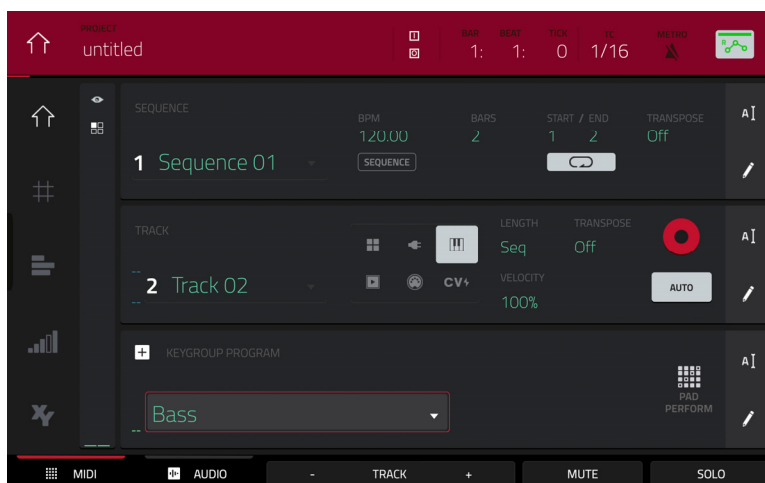 PROJECT
untitled
BAR BEAT TICK TC METRO
1: 1: 0 1/16
R
SEQUENCE
1 Sequence 01
BPM BARS START / END TRANSPOSE
120.00 2 1 2 Off
SEQUENCE
TRACK
2 Track 02
CV
LENGTH TRANSPOSE
Seq Off
VELOCITY
100%
AUTO
KEYGROUP PROGRAM
Bass
PAD
PERFORM
XY
MIDI AUDIO - TRACK + MUTE SOLO